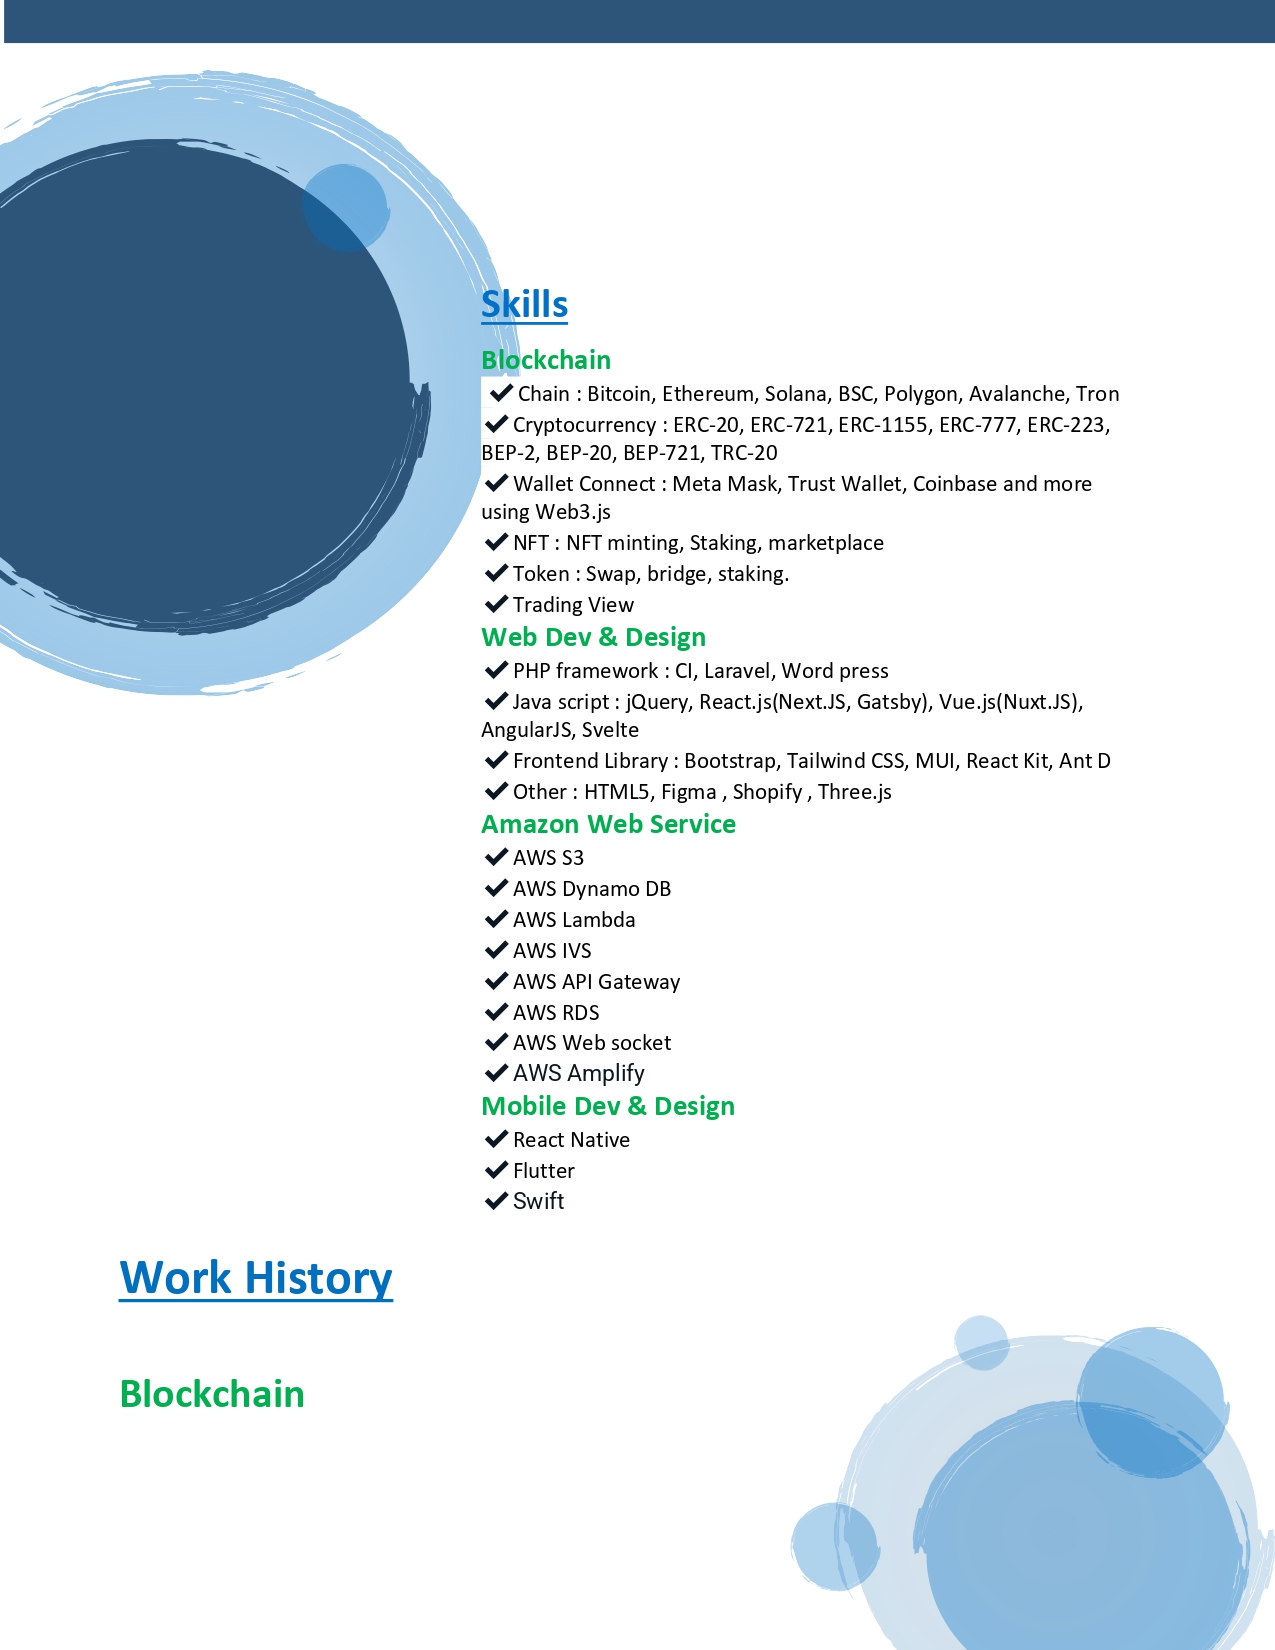 Skills
Blockchain
✔ Chain : Bitcoin, Ethereum, Solana, BSC, Polygon, Avalanche, Tron
✔ Cryptocurrency : ERC-20, ERC-721, ERC-1155, ERC-777, ERC-223,
BEP-2, BEP-20, BEP-721, TRC-20
✔ Wallet Connect : Meta Mask, Trust Wallet, Coinbase and more
using Web3.js
✔ NFT : NFT minting, Staking, marketplace
✔ Token : Swap, bridge, staking.
✔ Trading View
Web Dev & Design
✔ PHP framework : CI, Laravel, Word press
✔ Java script : jQuery, React.js(Next.JS, Gatsby), Vue.js(Nuxt.JS),
AngularJS, Svelte
✔ Frontend Library : Bootstrap, Tailwind CSS, MUI, React Kit, Ant D
✔ Other : HTML5, Figma , Shopify , Three.js
Amazon Web Service
✔ AWS S3
✔ AWS Dynamo DB
✔ AWS Lambda
✔ AWS IVS
✔ AWS API Gateway
✔ AWS RDS
✔ AWS Web socket
✔ AWS Amplify
Mobile Dev & Design
✔ React Native
✔ Flutter
✔ Swift
Work History
Blockchain